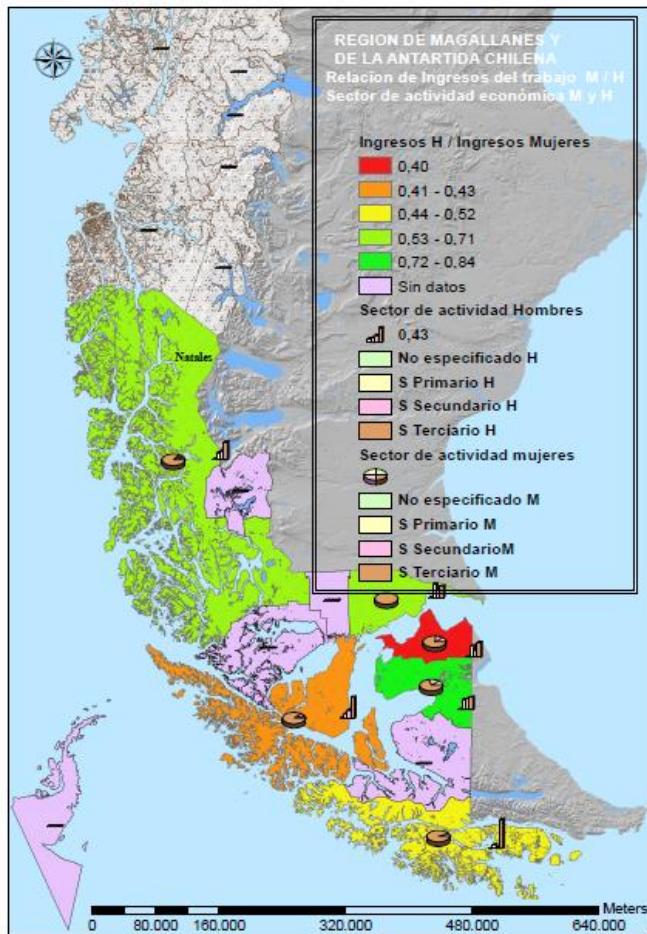 REGION DE MAGALLANES Y
DE LA ANTARTIDA CHILENA
Relacion de Ingresos del trabajo M / H
Sector de actividad económica M y H
Ingresos H / Ingresos Mujeres
0,40
0,41 - 0,43
0,44 - 0,52
0,53 - 0,71
0,72 - 0,84
Sin datos
Sector de actividad Hombres
0,43
No especificado H
S Primario H
S Secundario H
S Terciario H
Sector de actividad mujeres
No especificado M
S Primario M
S SecundarioM
S Terciario M
Natales
Meters
0 80.000 160.000 320.000 480.000 640.000